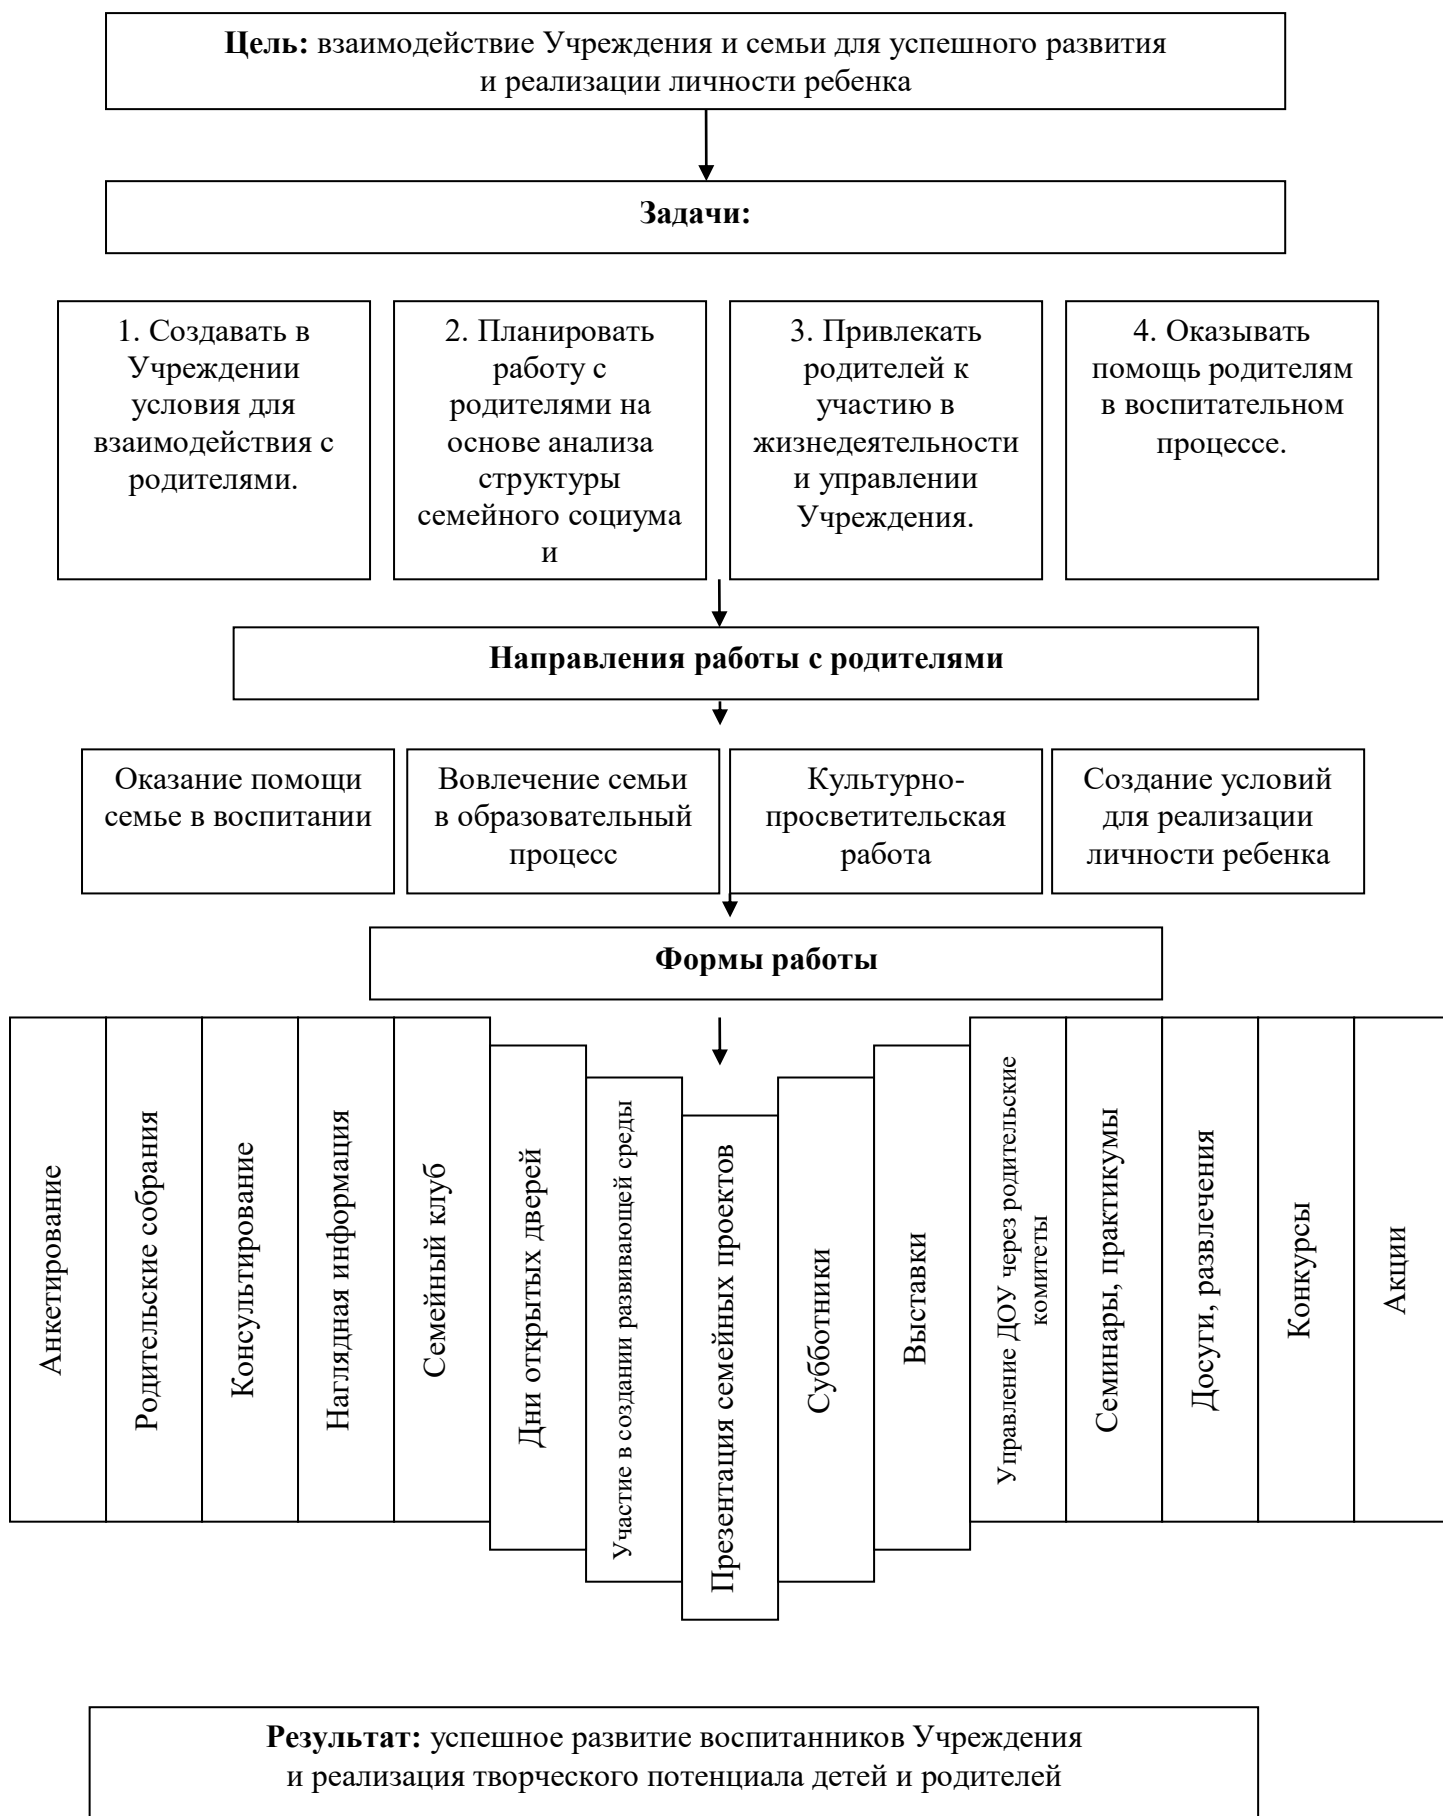 Цель: взаимодействие Учреждения и семьи для успешного развития
и реализации личности ребенка
Задачи:
1. Создавать в
Учреждении
условия для
взаимодействия с
родителями.
2. Планировать
работу с
родителями на
основе анализа
структуры
семейного социума
и
3. Привлекать
родителей к
участию в
жизнедеятельности
и управлении
Учреждения.
4. Оказывать
помощь родителям
в воспитательном
процессе.
Направления работы с родителями
Оказание помощи
семье в воспитании
Вовлечение семьи
в образовательный
процесс
Культурно-
просветительская
работа
Создание условий
для реализации
личности ребенка
Формы работы
Анкетирование
Родительские собрания
Консультирование
Наглядная информация
Семейный клуб
Дни открытых дверей
Участие в создании развивающей среды
Презентация семейных проектов
Субботники
Выставки
Управление ДОУ через родительские
комитеты
Семинары, практикумы
Досуги, развлечения
Конкурсы
Акции
Результат: успешное развитие воспитанников Учреждения
и реализация творческого потенциала детей и родителей